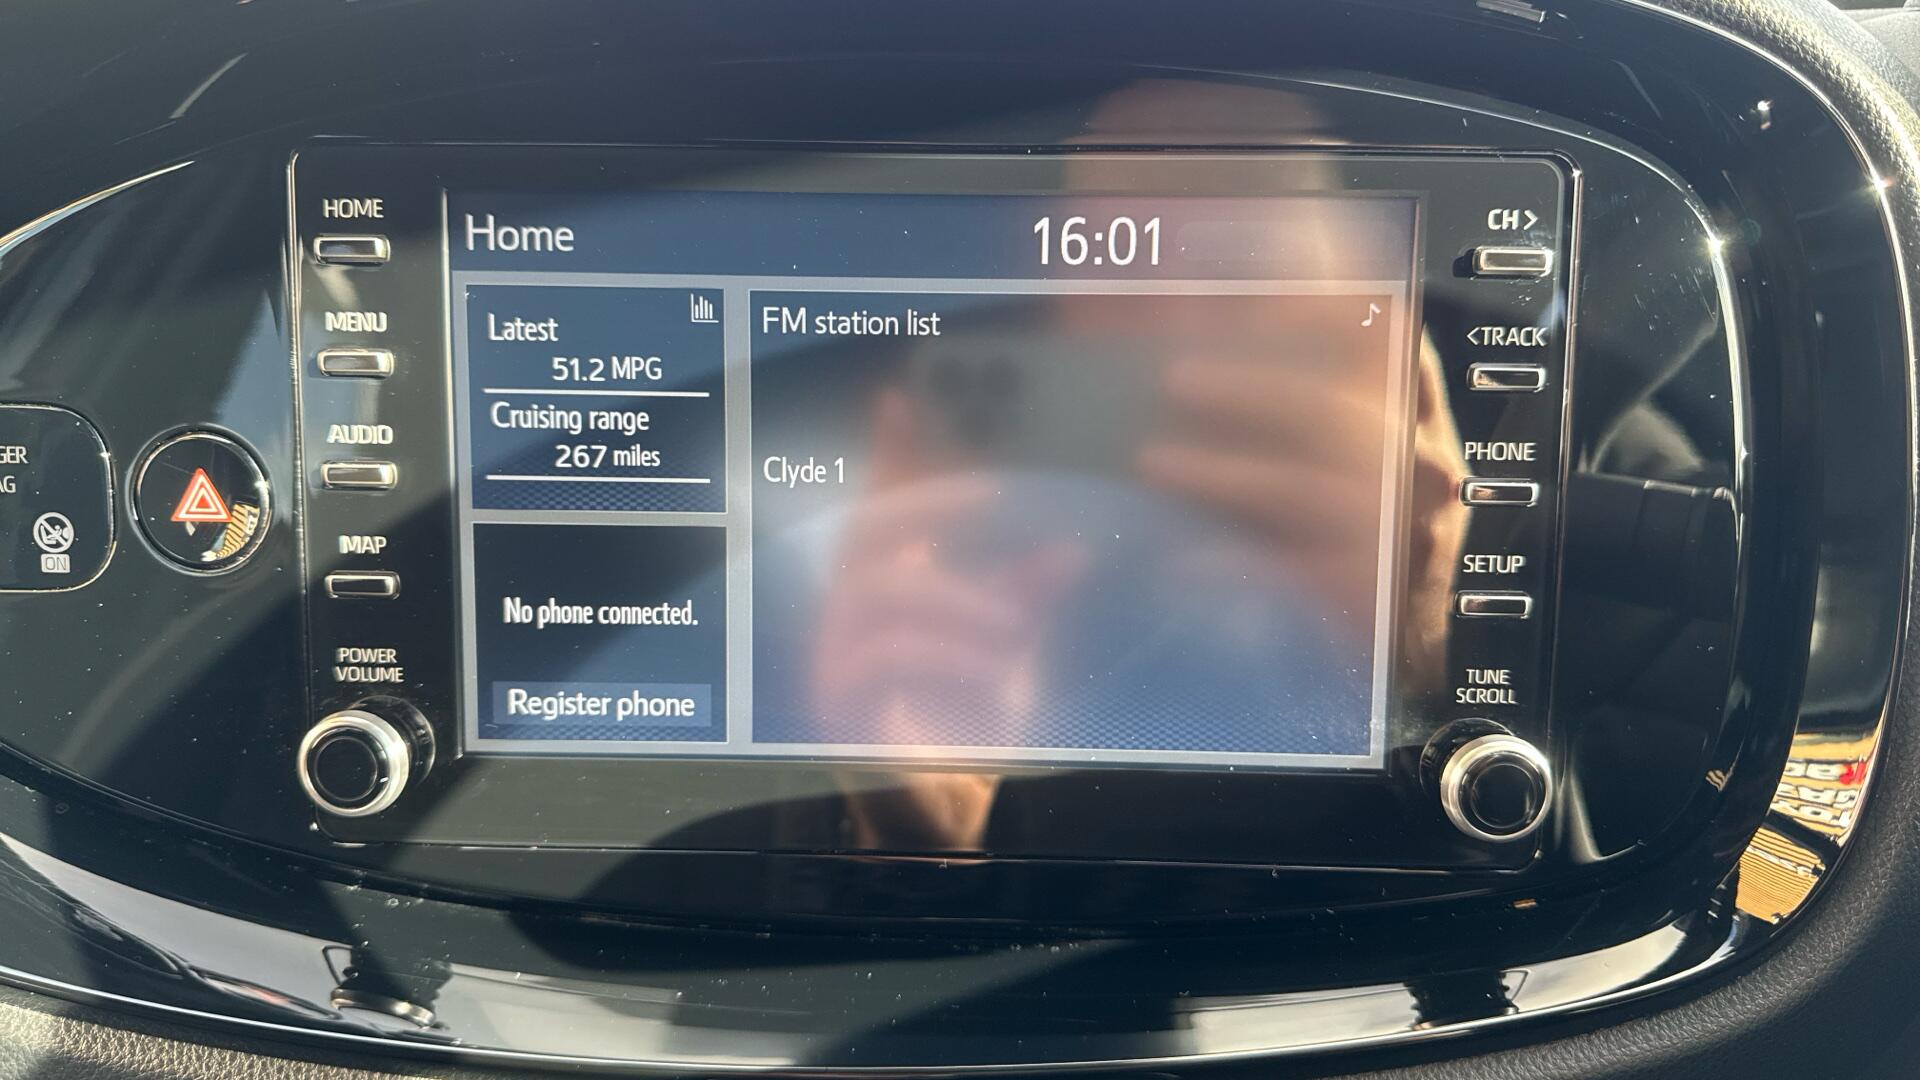 HOME
MENU
AUDIO
MAP
POWER
VOLUME
ON
Home
16:01
Latest
51.2 MPG
Cruising range
267 miles
No phone connected.
Register phone
FM station list
Clyde 1
CH >
<TRACK
PHONE
SETUP
TUNE
SCROLL